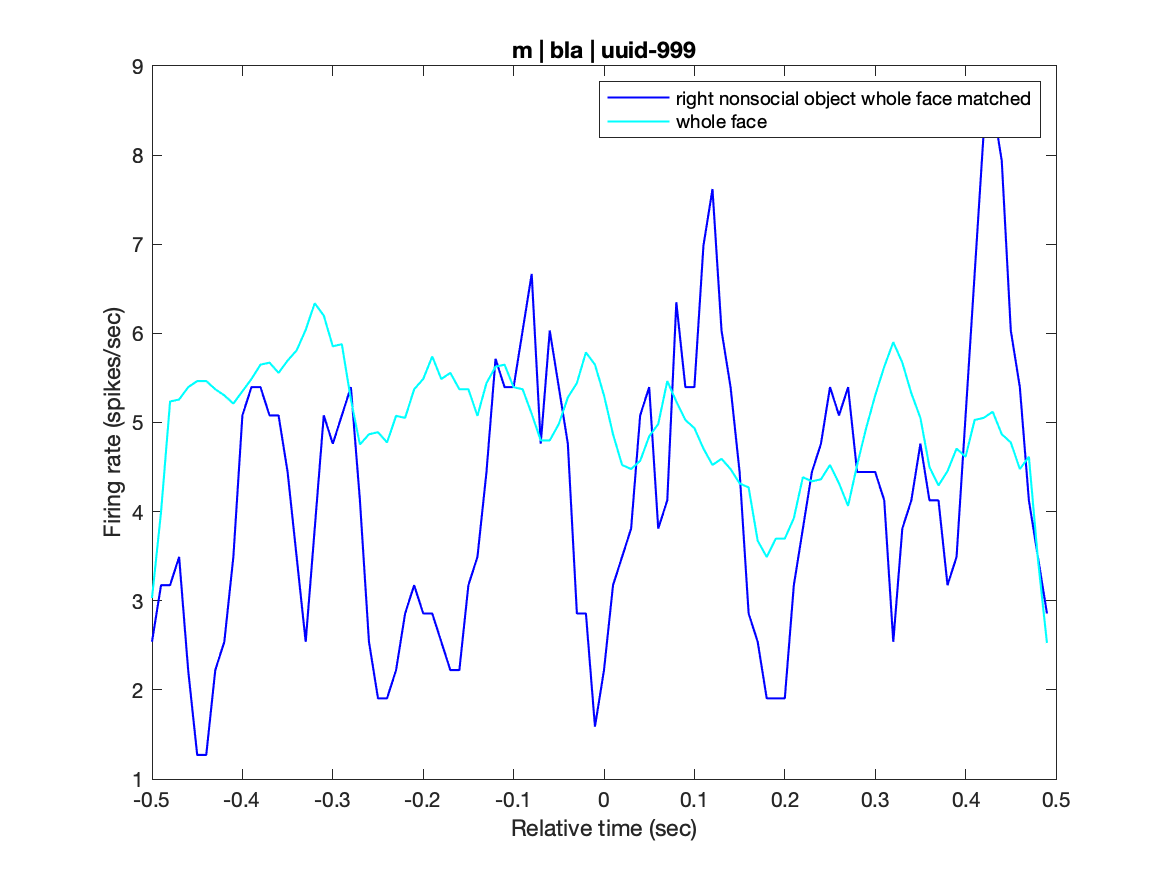 m | bla | uuid-999
9
right nonsocial object whole face matched
whole face
8
7
6
5
4
3
2
1
Firing rate (spikes/sec)
-0.5 -0.4 -0.3 -0.2 -0.1 0 0.1 0.2 0.3 0.4 0.5
Relative time (sec)